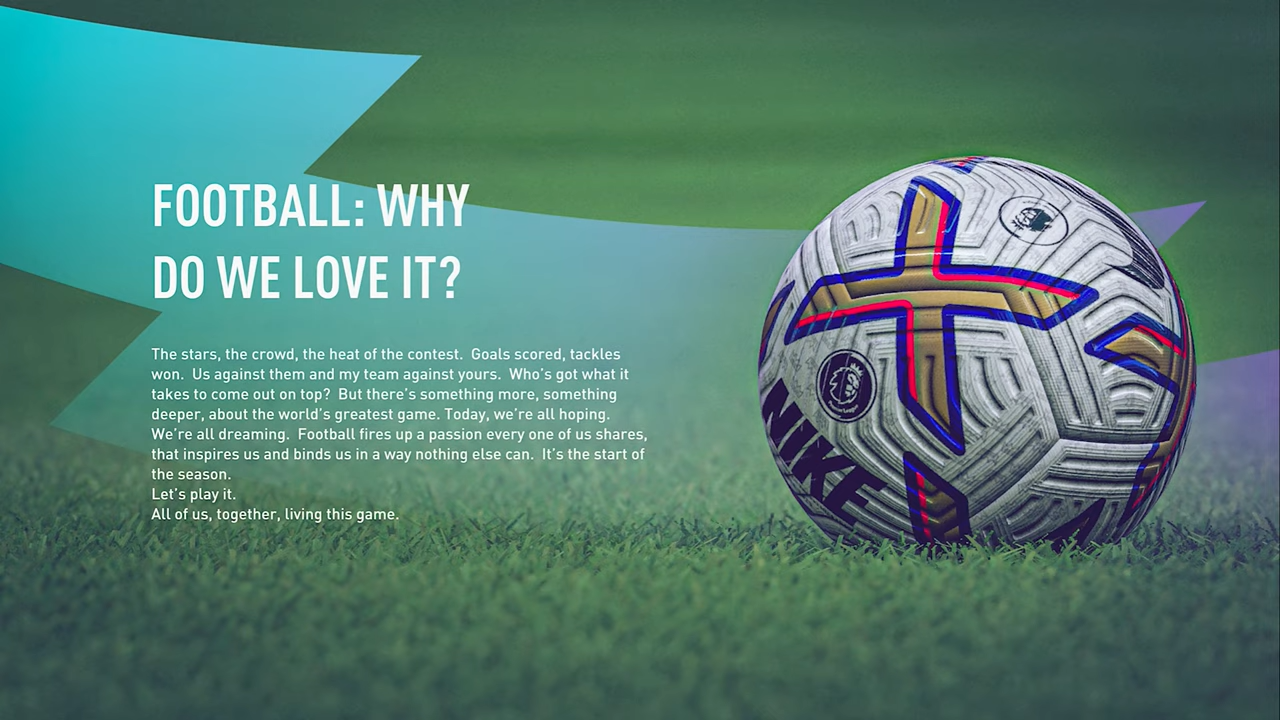 FOOTBALL: WHY
DO WE LOVE IT?
The stars, the crowd, the heat of the contest.  Goals scored, tackles
won.  Us against them and my team against yours.  Who's got what it
takes to come out on top?  But there's something more, something
deeper, about the world's greatest game. Today, we're all hoping.
We're all dreaming.  Football fires up a passion every one of us shares,
that inspires us and binds us in a way nothing else can.  It's the start of
the season.
Let's play it.
All of us, together, living this game.
Premier League
NIKE